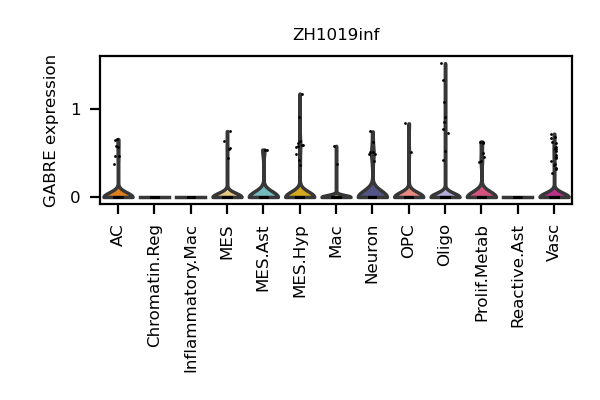 ZH1019inf
GABRE expression
1
0
AC
Chromatin.Reg
Inflammatory.Mac
MES
MES.Ast
MES.Hyp
Mac
Neuron
OPC
Oligo
Prolif.Metab
Reactive.Ast
Vasc